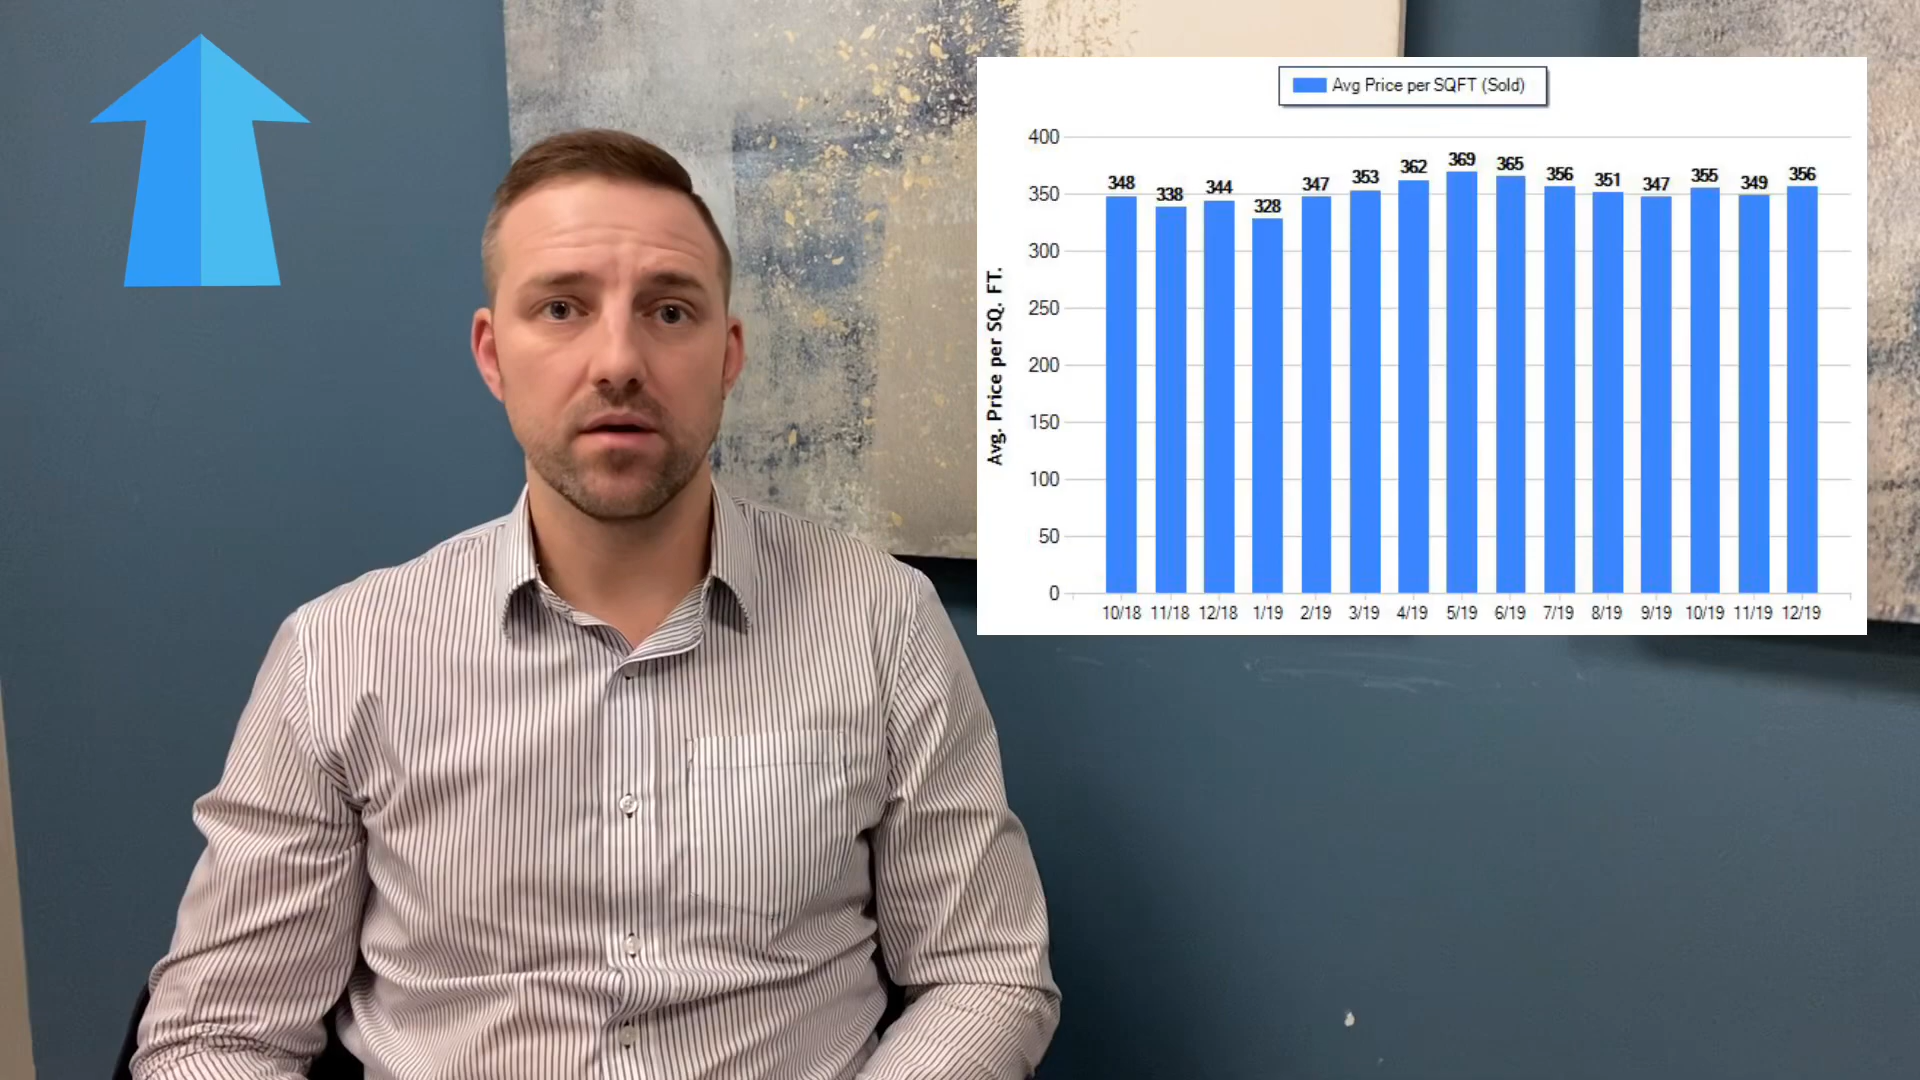 Avg Price per SQFT (Sold)
400
350
300
250
200
150
100
50
0
Avg. Price per SQ. FT.
348 338 344 328 347 353 362 369 365 356 351 347 355 349 356
10/18 11/18 12/18 1/19 2/19 3/19 4/19 5/19 6/19 7/19 8/19 9/19 10/19 11/19 12/19